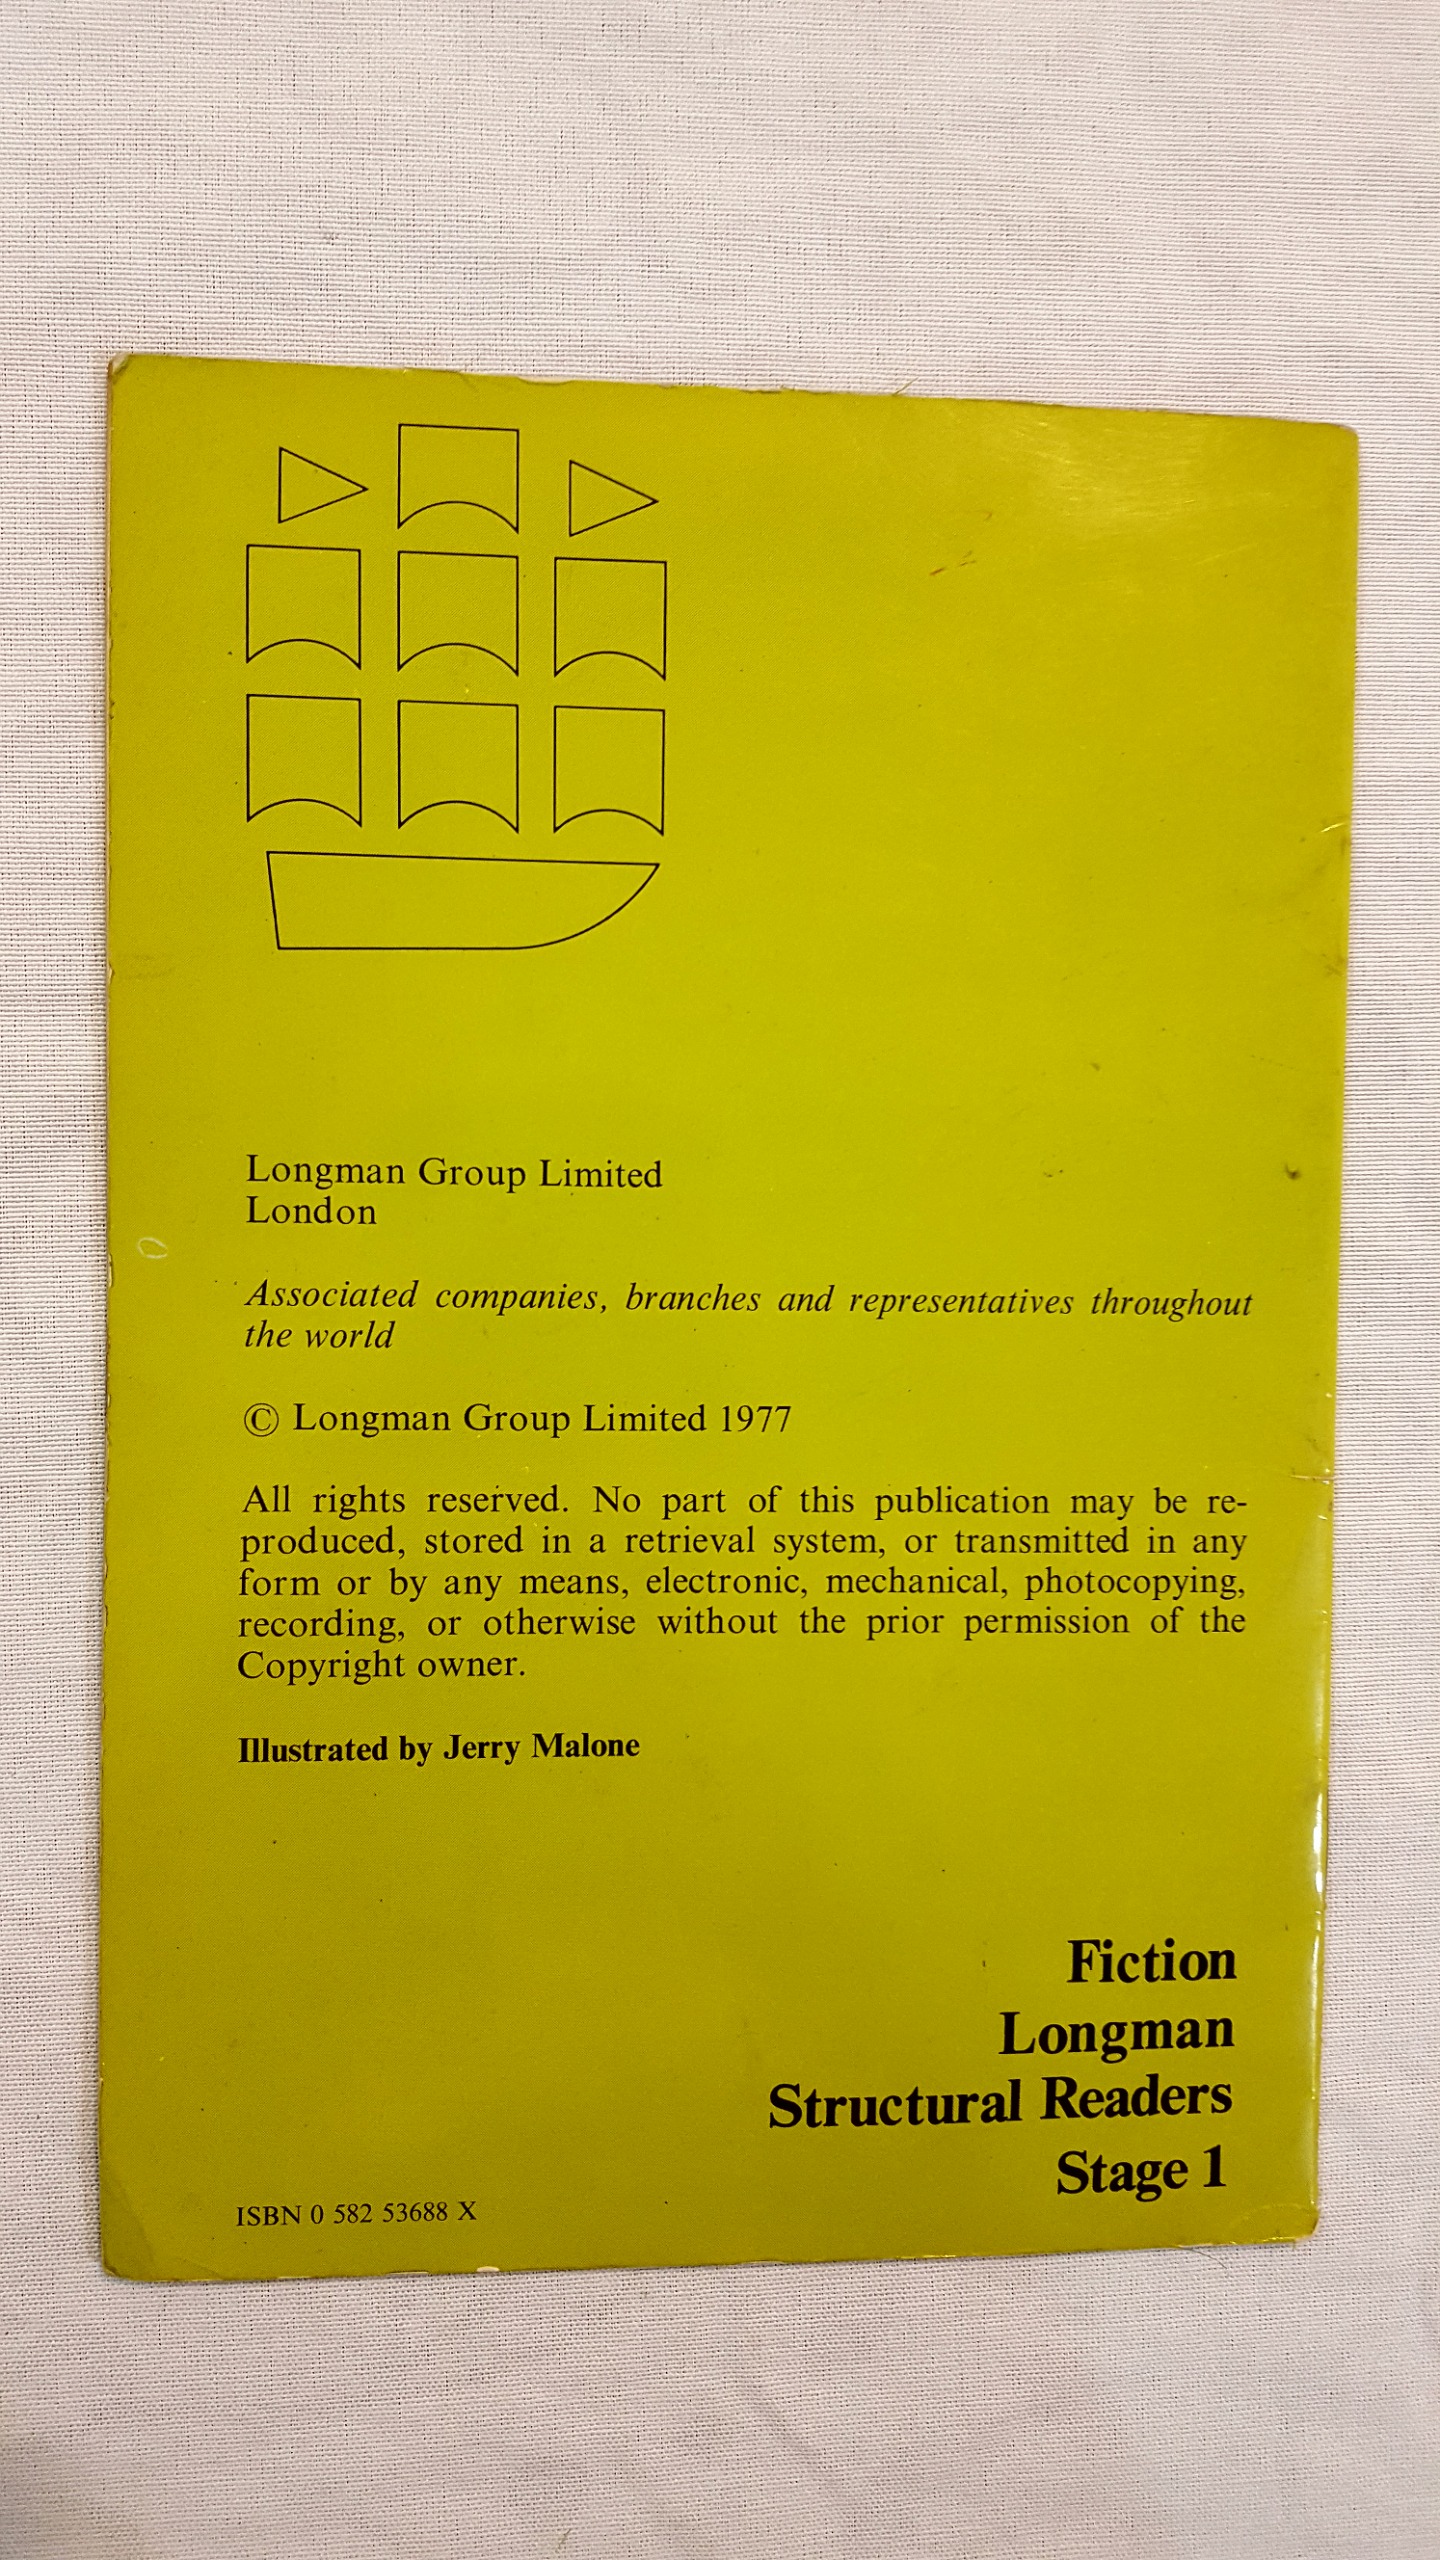 Longman Group Limited
London
Associated companies, branches and representatives throughout
the world
© Longman Group Limited 1977
All rights reserved. No part of this publication may be re-
produced, stored in a retrieval system, or transmitted in any
form or by any means, electronic, mechanical, photocopying,
recording, or otherwise without the prior permission of the
Copyright owner.
Illustrated by Jerry Malone
Fiction
Longman
Structural Readers
Stage 1
ISBN 0 582 53688 X